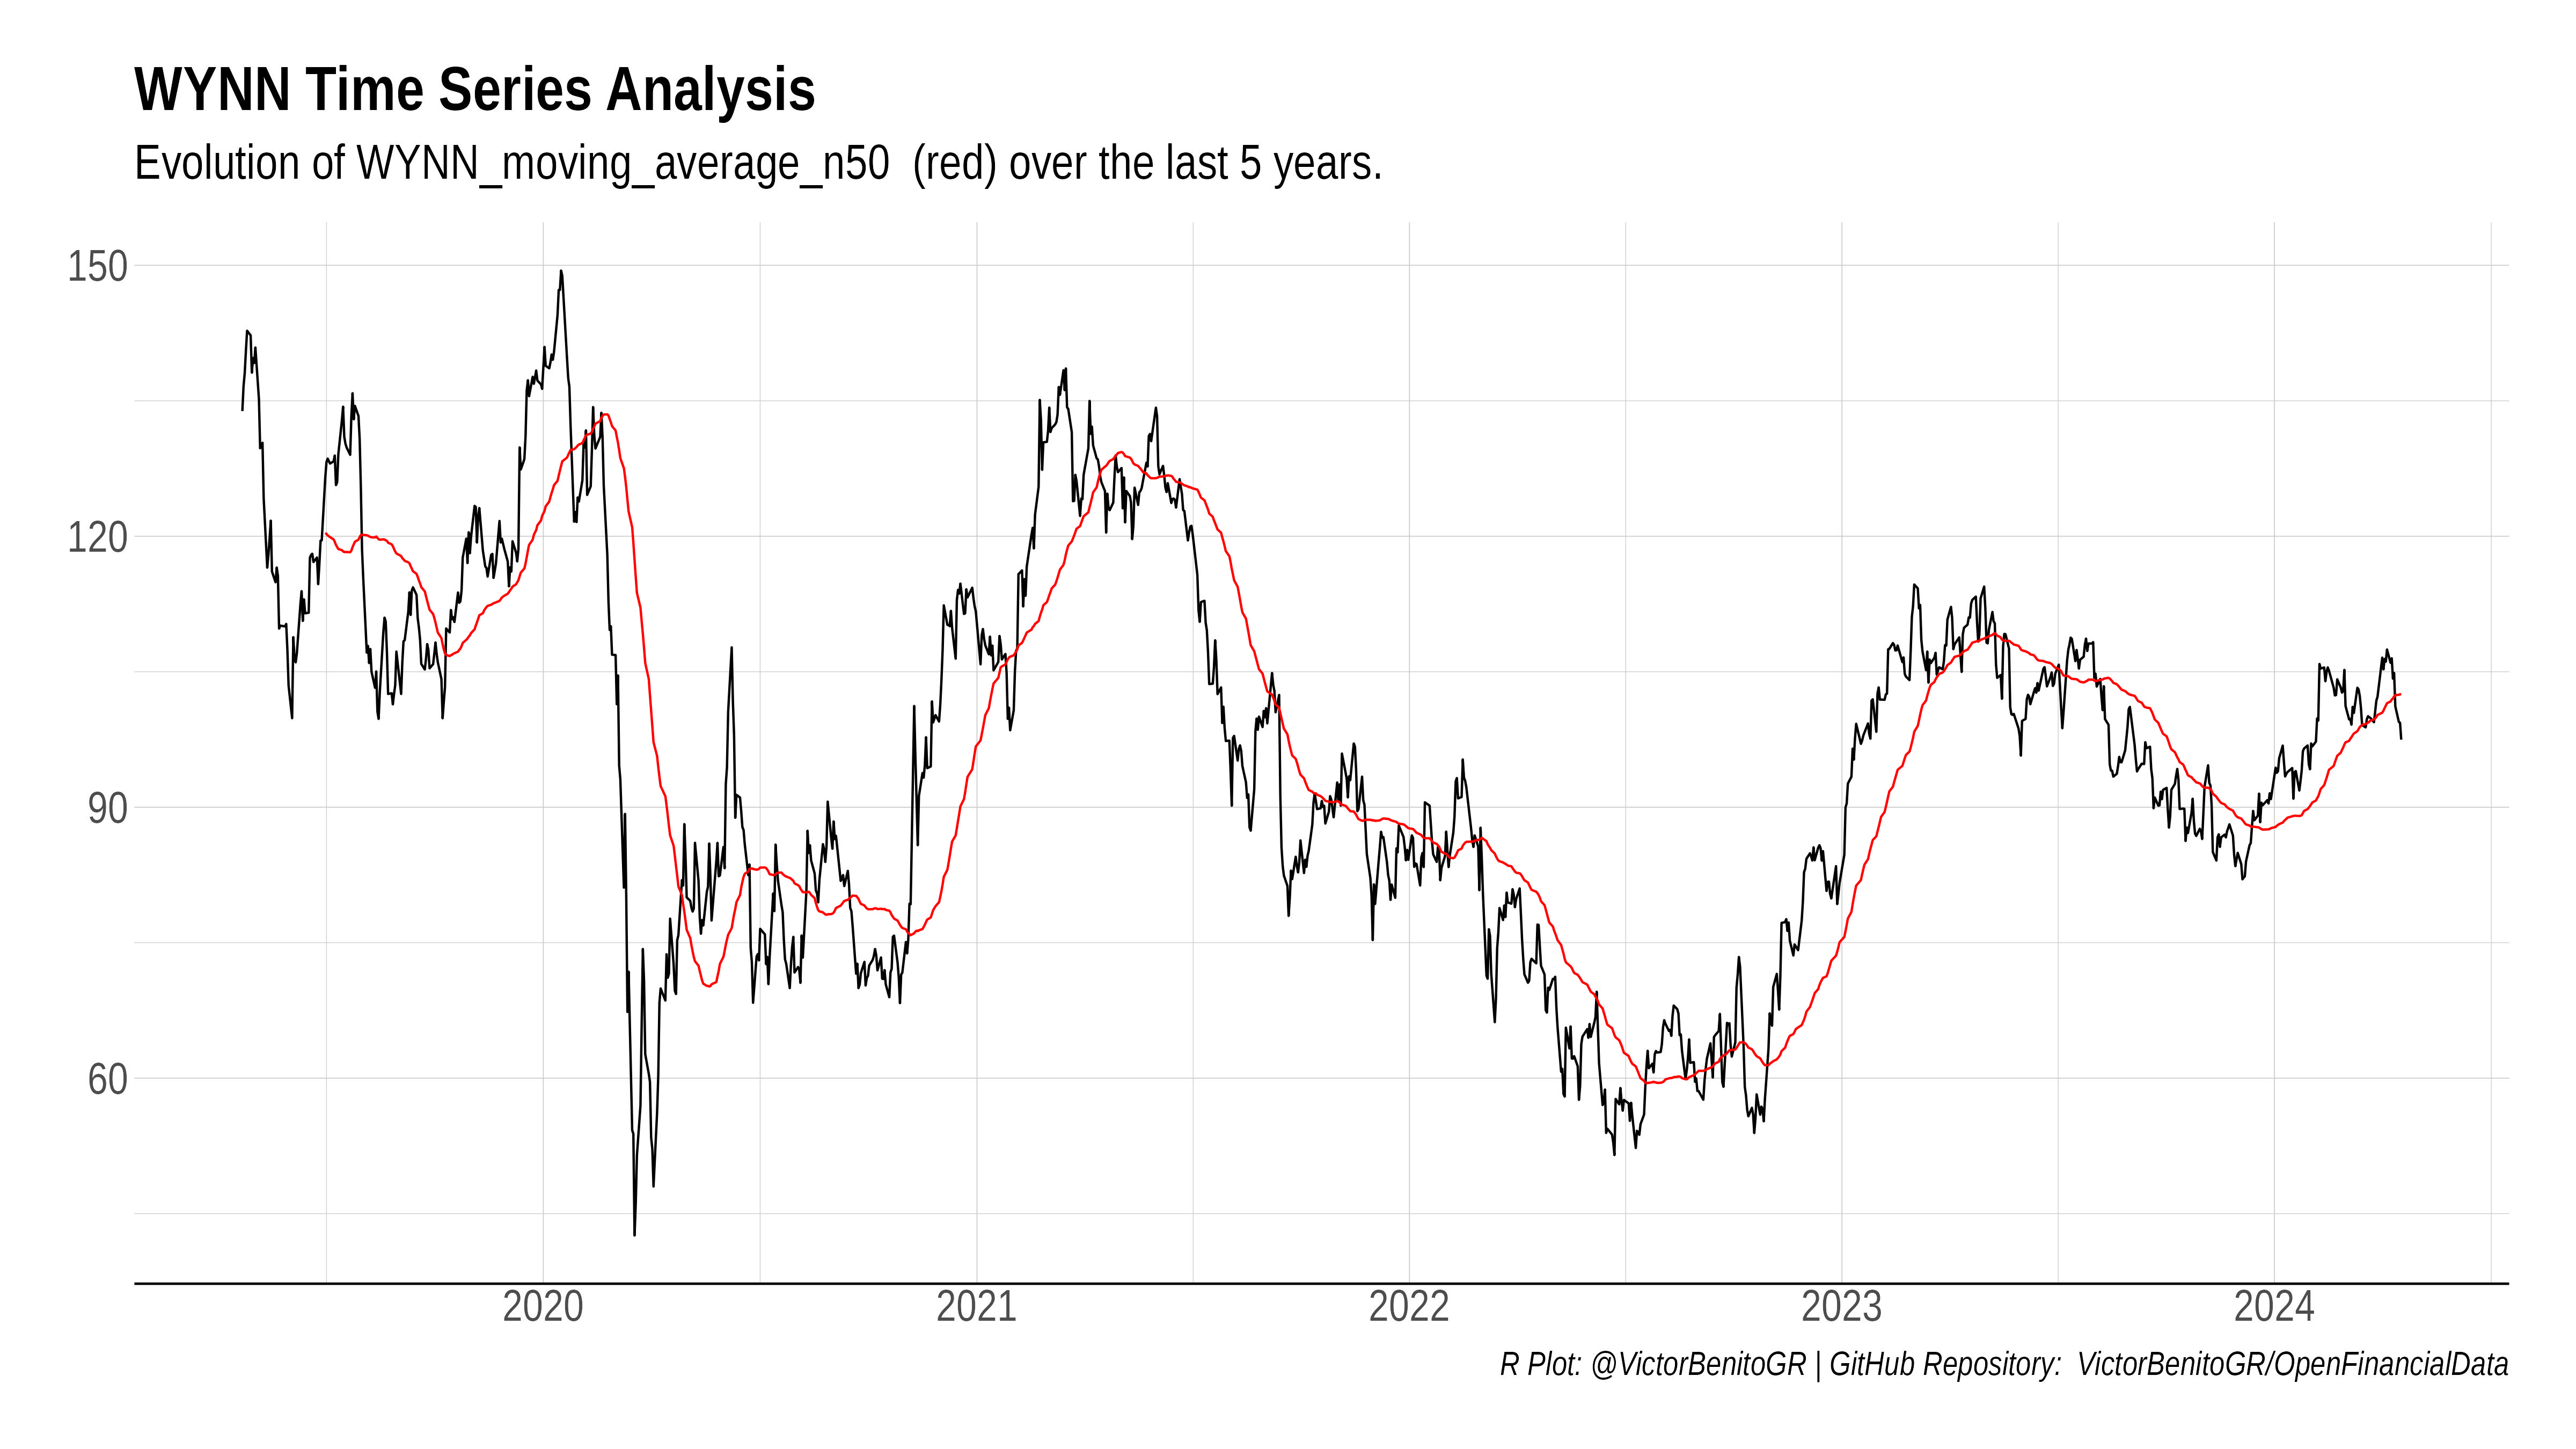 WYNN Time Series Analysis
Evolution of WYNN_moving_average_n50  (red) over the last 5 years.
150
120
90
60
2020 2021 2022 2023 2024
R Plot: @VictorBenitoGR | GitHub Repository:  VictorBenitoGR/OpenFinancialData